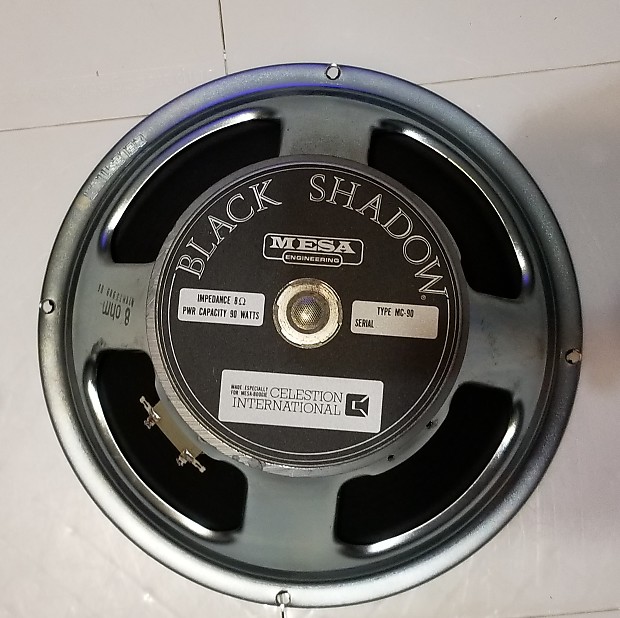 BLACK SHADOW®
MESA
ENGINEERING
IMPEDANCE 8Ω
PWR CAPACITY 90 WATTS
TYPE MC-90
SERIAL
MADE ESPECIALLY
FOR MESA-BOOGIE
CELESTION
INTERNATIONAL
8 ohm